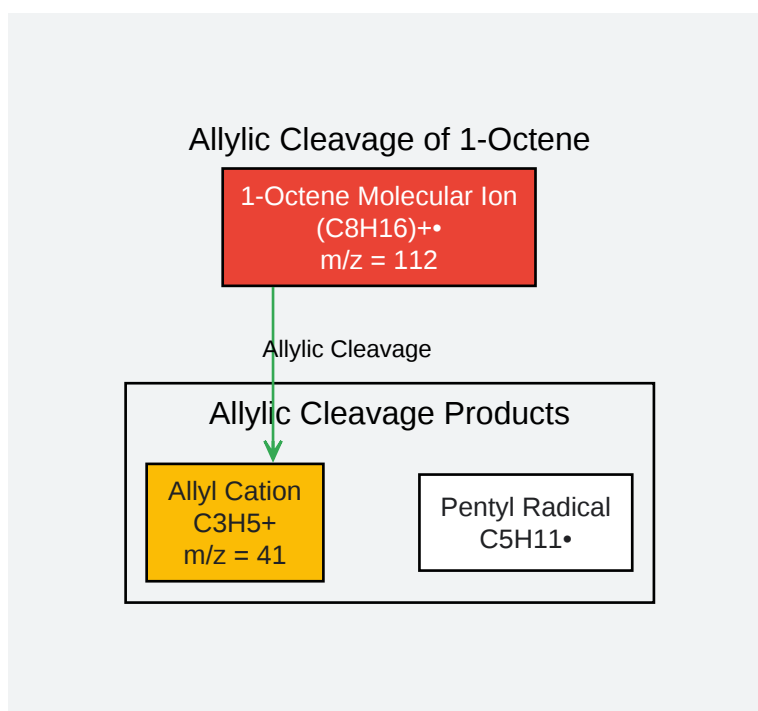 Allylic Cleavage of 1-Octene
1-Octene Molecular Ion
(C8H16)+•
m/z = 112
Allylic Cleavage
Allylic Cleavage Products
Allyl Cation
C3H5+
m/z = 41
Pentyl Radical
C5H11•